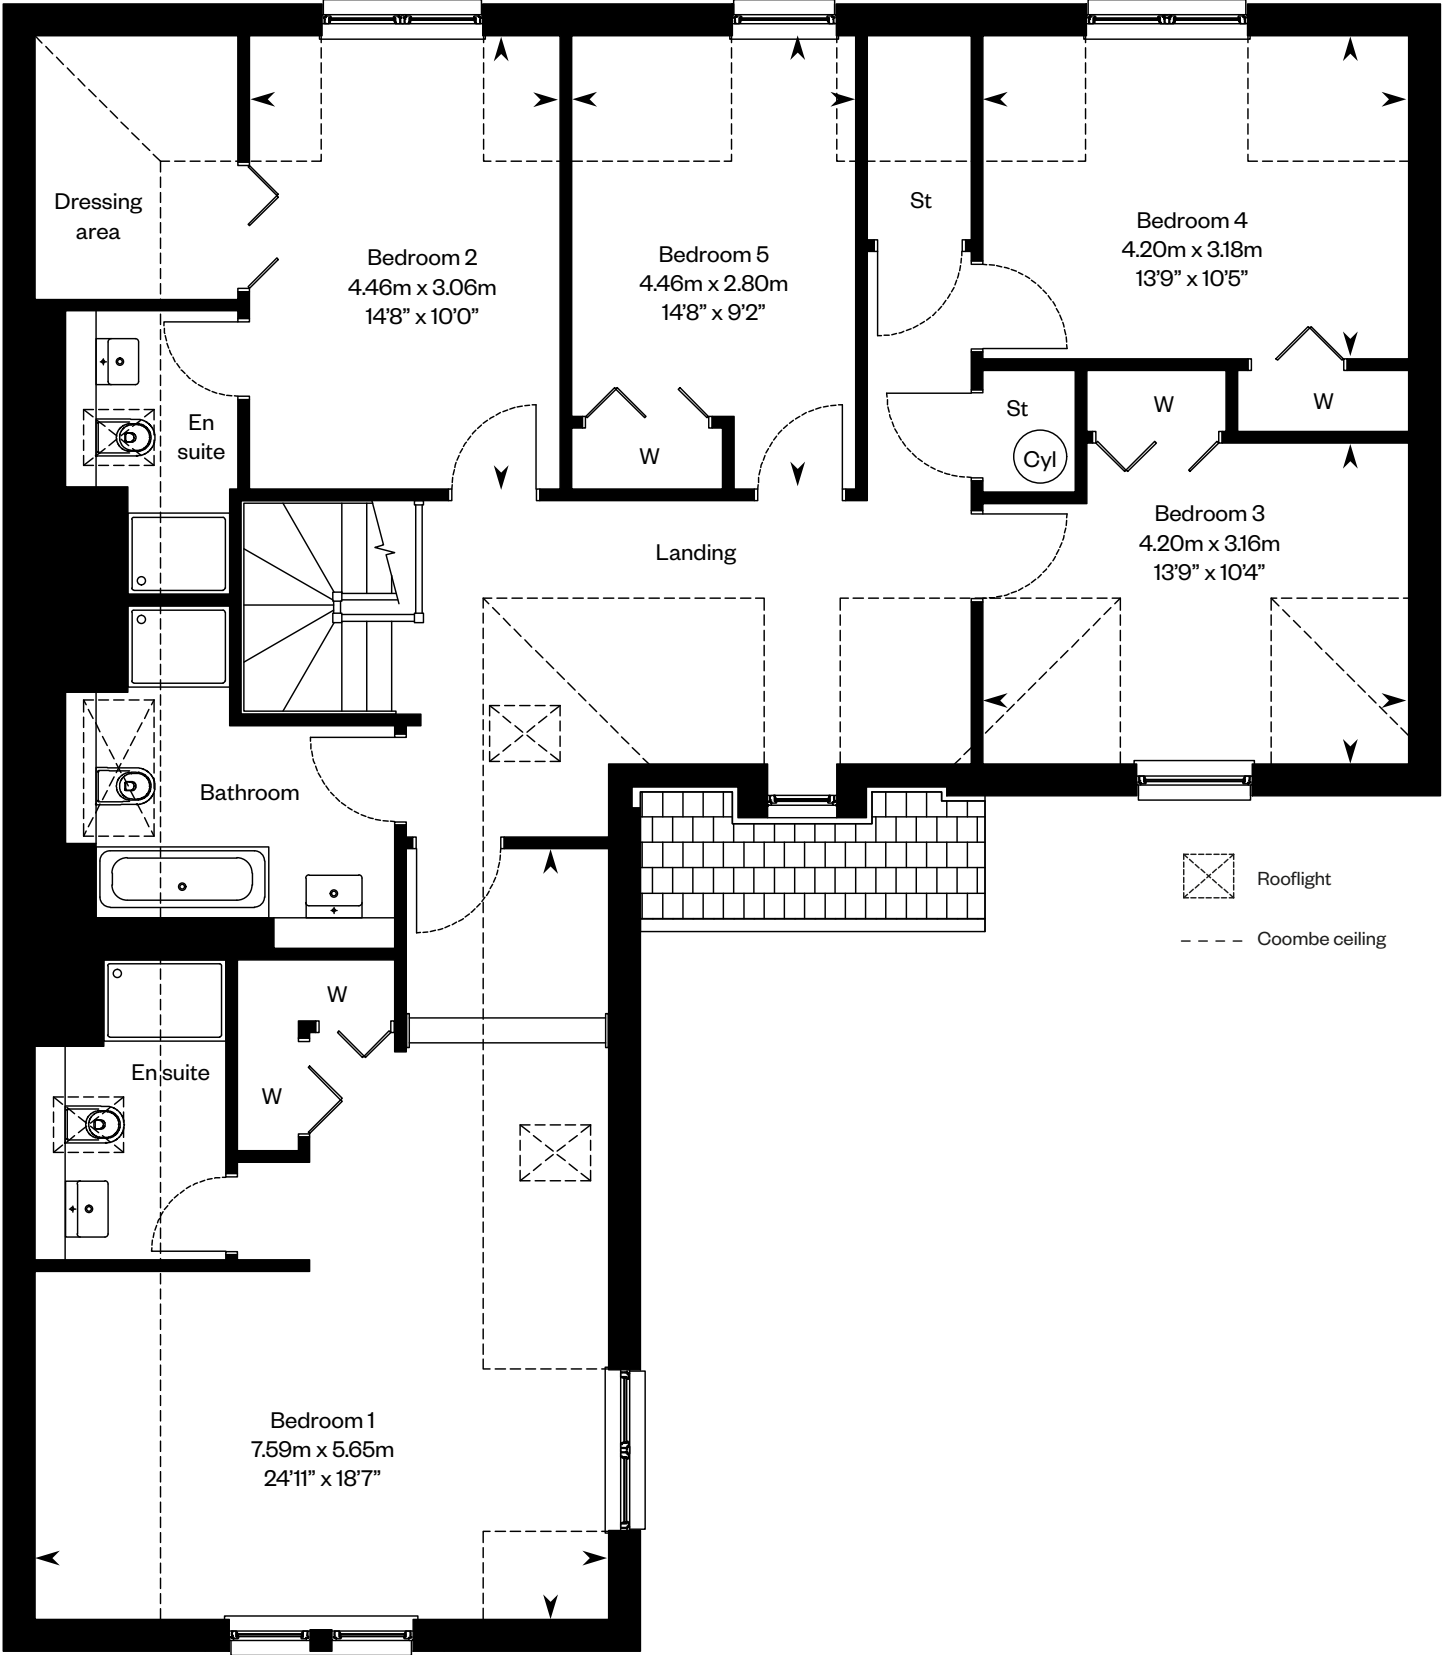 Dressing
area
Bedroom 2
4.46m x 3.06m
14'8" x 10'0"
Bedroom 5
4.46m x 2.80m
14'8" x 9'2"
St
Bedroom 4
4.20m x 3.18m
13'9" x 10'5"
En
suite
W
St
Cyl
W
W
Bedroom 3
4.20m x 3.16m
13'9" x 10'4"
Landing
Bathroom
Rooflight
Coombe ceiling
W
En suite
W
Bedroom 1
7.59m x 5.65m
24'11" x 18'7"